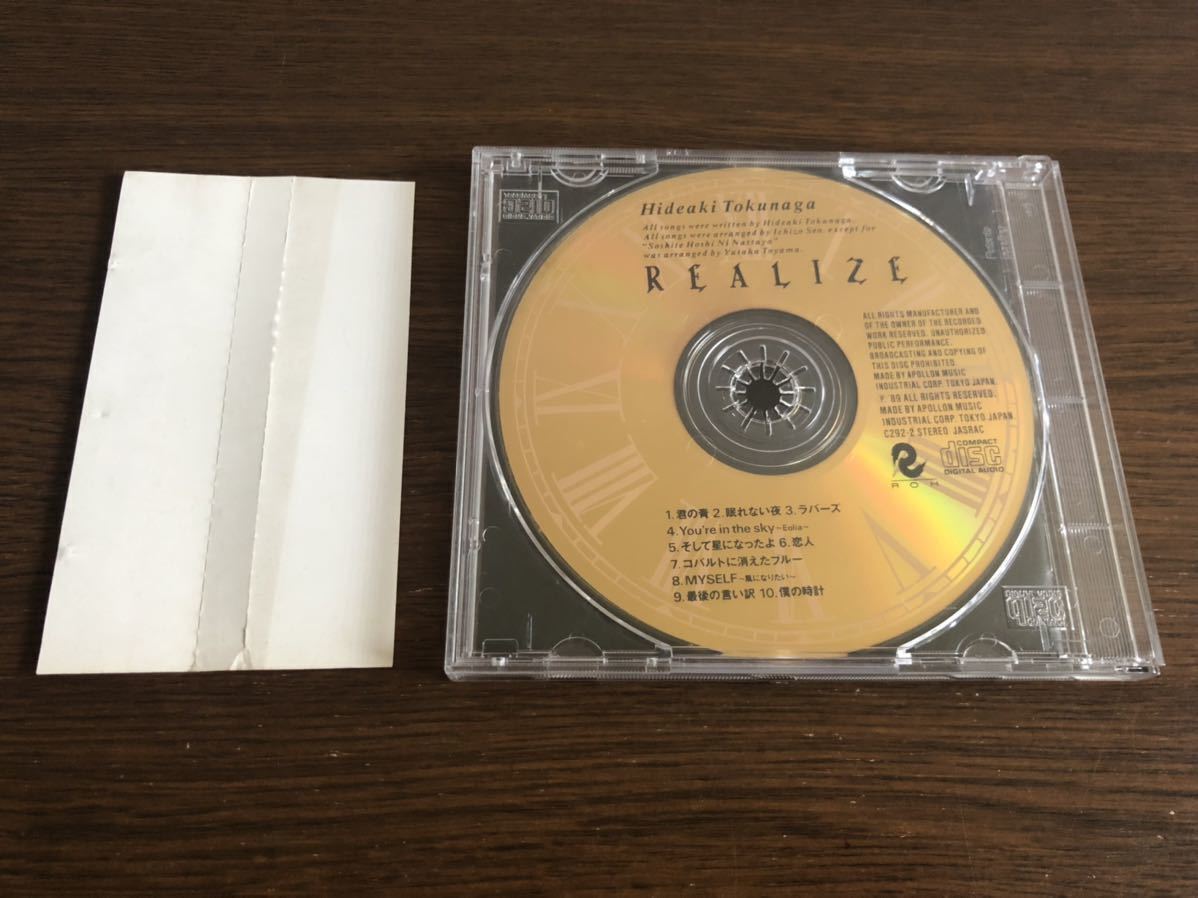 Hideaki Tokunaga
All songs were written by Hideaki Tokunaga.
All songs were arranged by Ichizo Seo, except for
"Soshite Hoshi Ni Nattayo"
was arranged by Yutaka Toyama.
REALIZE
ALL RIGHTS MANUFACTURER AND
OF THE OWNER OF THE RECORDED
WORK RESERVED. UNAUTHORIZED
PUBLIC PERFORMANCE.
BROADCASTING AND COPYING OF
THIS DISC PROHIBITED.
MADE BY APOLLON MUSIC
INDUSTRIAL CORP. TOKYO JAPAN.
℗ '89 ALL RIGHTS RESERVED.
MADE BY APOLLON MUSIC
INDUSTRIAL CORP. TOKYO JAPAN.
C292-2 STEREO JASRAC
COMPACT
disc
DIGITAL AUDIO
ROH
1.君の青 2.眠れない夜 3.ラバーズ
4.You're in the sky~Eolia~
5.そして星になったよ 6.恋人
7.コバルトに消えたブルー
8.MYSELF~風になりたい~
9.最後の言い訳 10.僕の時計